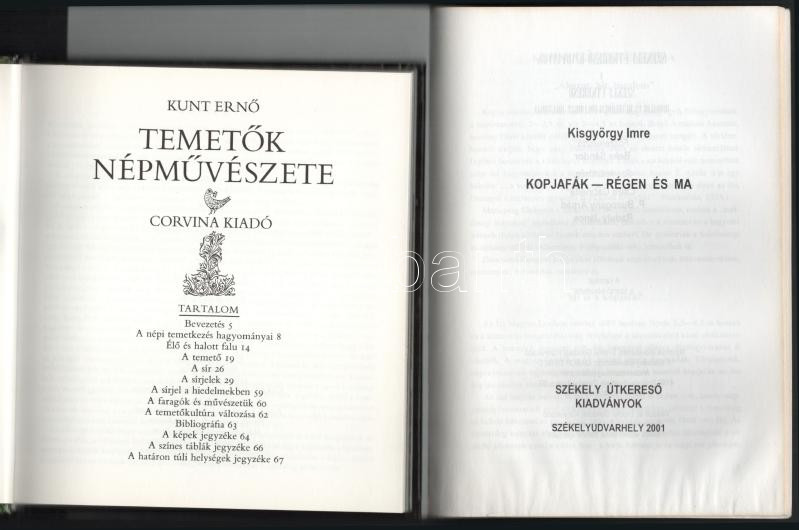 KUNT ERNŐ
TEMETŐK
NÉPMŰVÉSZETE
CORVINA KIADÓ
TARTALOM
Bevezetés 5
A népi temetkezés hagyományai 8
Élő és halott falu 14
A temető 19
A sír 26
A sírjelek 29
A sírjel a hiedelmekben 59
A faragók és művészetük 60
A temetőkultúra változása 62
Bibliográfia 63
A képek jegyzéke 64
A színes táblák jegyzéke 66
A határon túli helységek jegyzéke 67
Kisgyörgy Imre
KOPJAFÁK — RÉGEN ÉS MA
SZÉKELY ÚTKERESŐ
KIADVÁNYOK
SZÉKELYUDVARHELY 2001